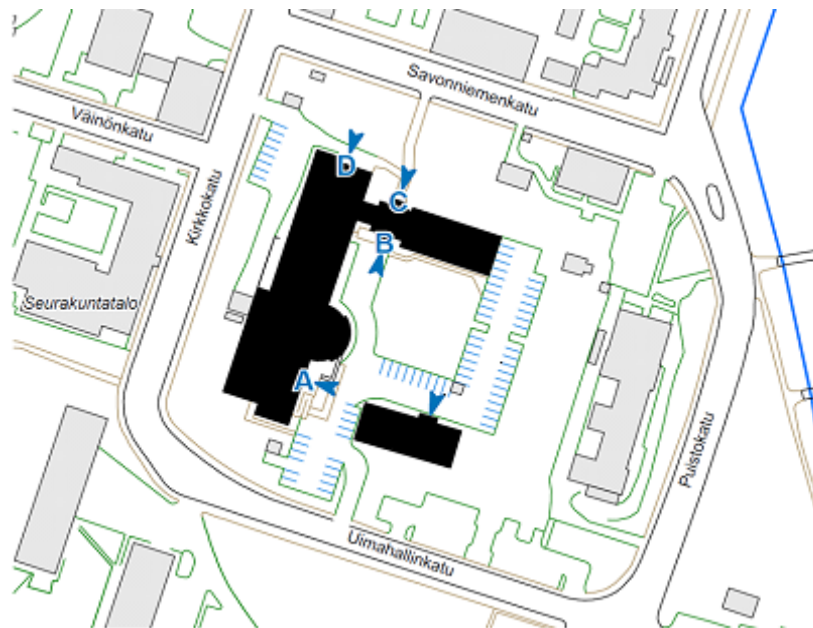 Savonniemenkatu
Väinönkatu
D
C
Kirkkokatu
B
Seurakuntatalo
A
Puistokatu
Uimahallinkatu